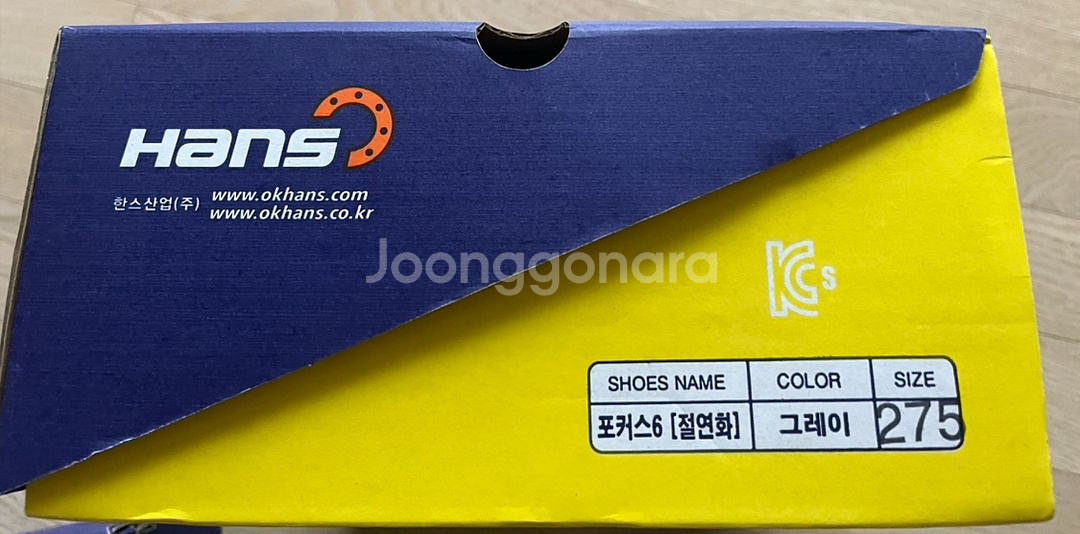 Hans
한스산업(주) www.okhans.com
www.okhans.co.kr
Joonggonara
KCs
SHOES NAME COLOR SIZE
포커스6 [절연화] 그레이 275